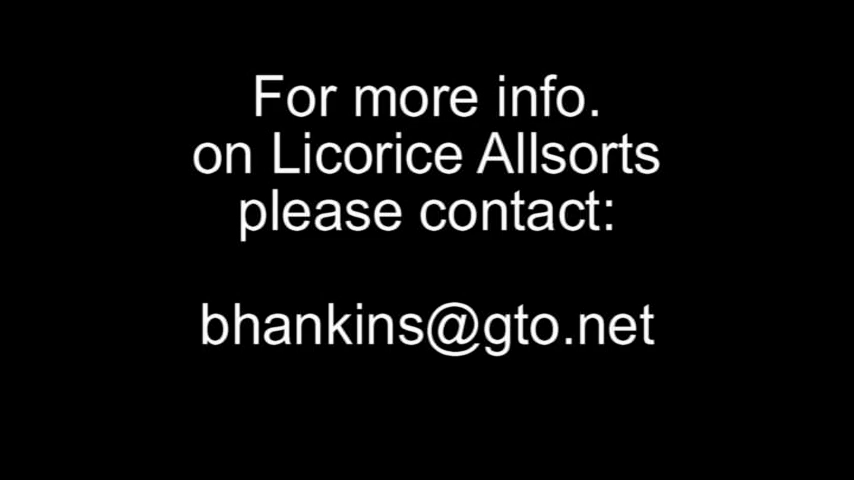 For more info.
on Licorice Allsorts
please contact:
bhankins@gto.net